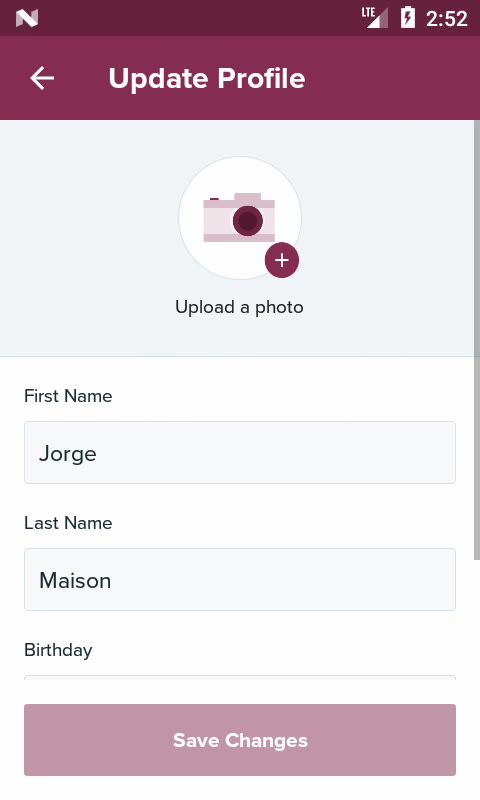 LTE
2:52
Update Profile
Upload a photo
First Name
Jorge
Last Name
Maison
Birthday
Save Changes